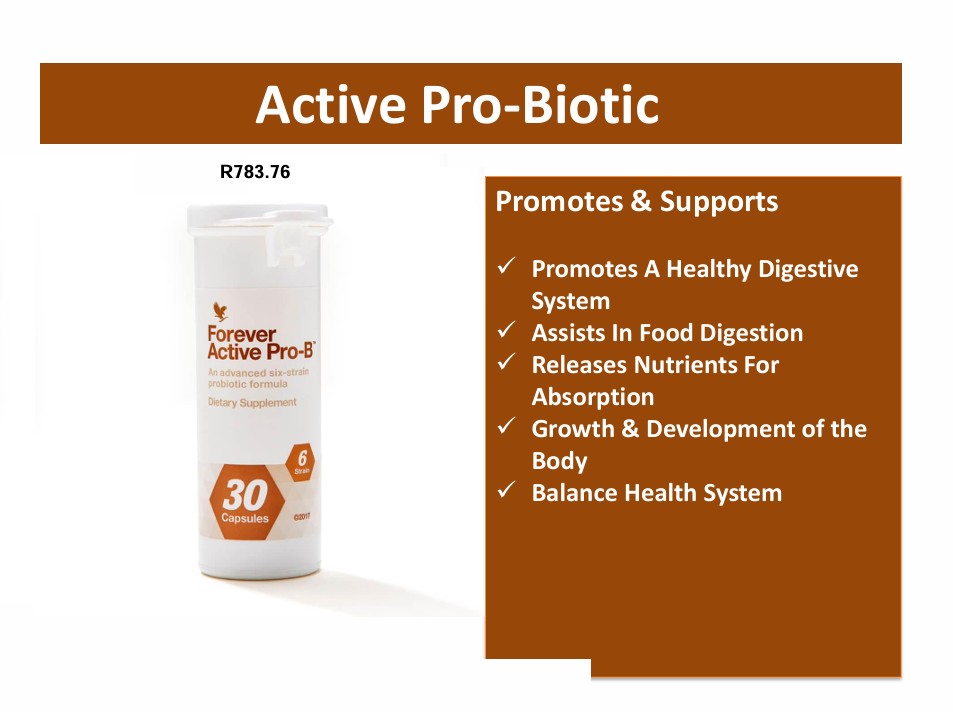 Active Pro-Biotic
R783.76
Forever
Active Pro-B™
An advanced six-strain
probiotic formula
Dietary Supplement
6
Strain
30
Capsules
©2017
Promotes & Supports
✓ Promotes A Healthy Digestive
System
✓ Assists In Food Digestion
✓ Releases Nutrients For
Absorption
✓ Growth & Development of the
Body
✓ Balance Health System